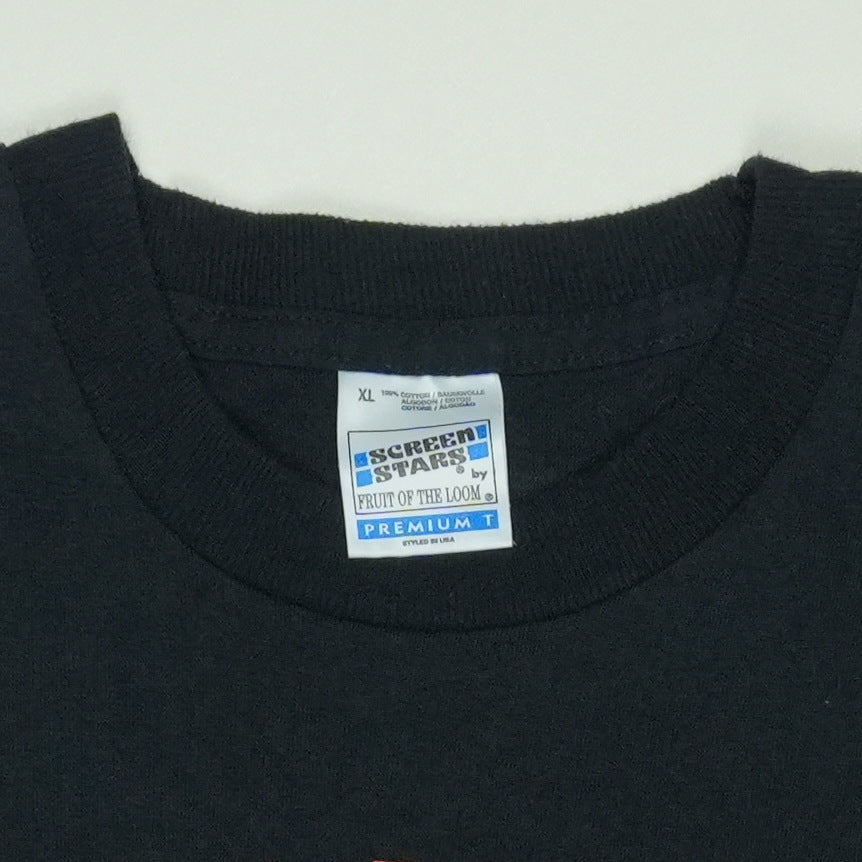 XL 100% COTTON / BAUMWOLLE
ALGODON / COTON
COTONE / ALGODAO
SCREEN
STARS® by
FRUIT OF THE LOOM®
PREMIUM T
STYLED IN USA